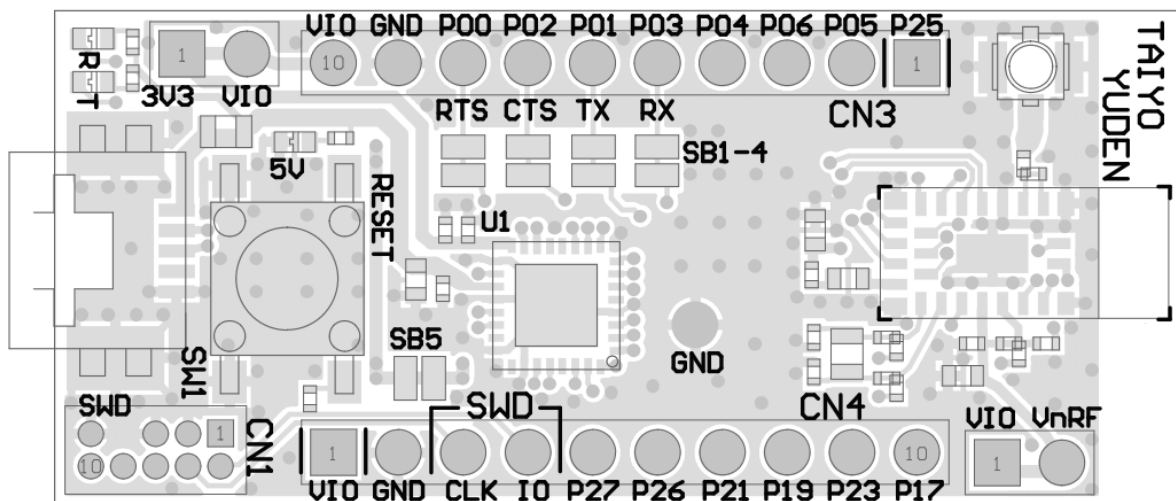 VIO GND P00 P02 P01 P03 P04 P06 P05 P25
1
10
1
R
T
3V3 VIO
RTS CTS TX RX
CN3
TAIYO
YUDEN
5V
SB1-4
RESET
U1
SB5
GND
SW1
SWD
1
10
CN1
SWD
CN4
VIO VnRF
1
1
10
VIO GND CLK IO P27 P26 P21 P19 P23 P17